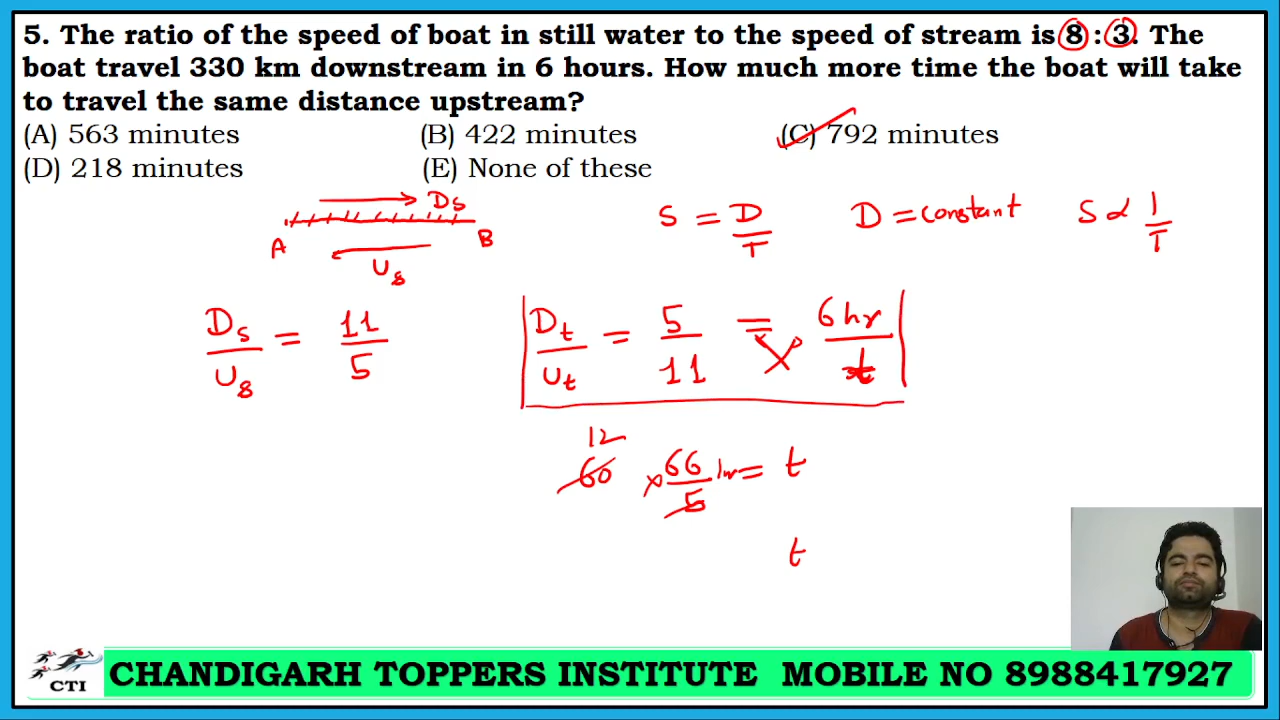 5. The ratio of the speed of boat in still water to the speed of stream is 8 : 3. The
boat travel 330 km downstream in 6 hours. How much more time the boat will take
to travel the same distance upstream?
(A) 563 minutes (B) 422 minutes (C) 792 minutes
(D) 218 minutes (E) None of these
Ds
A B
Us
S = D/T D = constant S ∝ 1/T
Ds/Us = 11/5 Dt/Ut = 5/11 = 6hr/t
12
60 × 66/5 hr = t
t
CTI
CHANDIGARH TOPPERS INSTITUTE MOBILE NO 8988417927